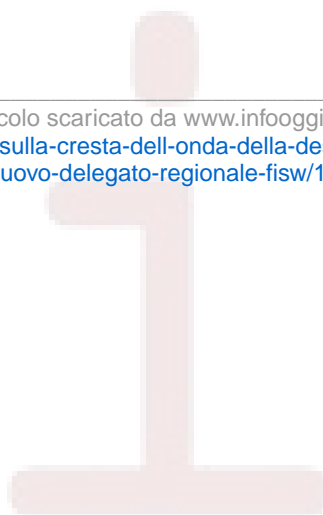 colo scaricato da www.infooggi
sulla-cresta-dell-onda-della-de
uovo-delegato-regionale-fisw/1